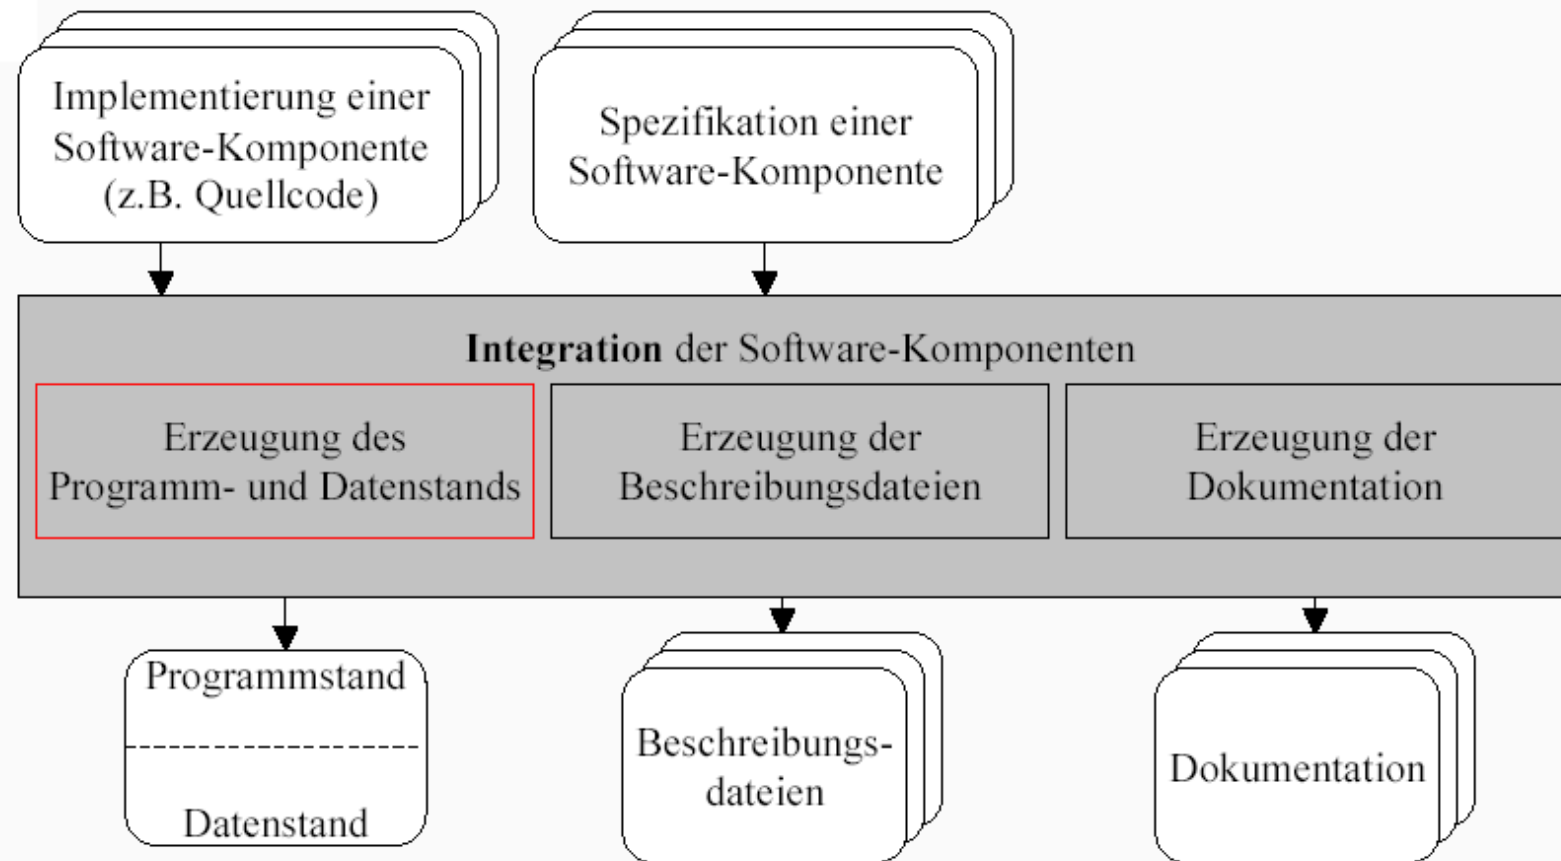 Implementierung einer
Software-Komponente
(z.B. Quellcode)
Spezifikation einer
Software-Komponente
Integration der Software-Komponenten
Erzeugung des
Programm- und Datenstands
Erzeugung der
Beschreibungsdateien
Erzeugung der
Dokumentation
Programmstand
Datenstand
Beschreibungs-
dateien
Dokumentation